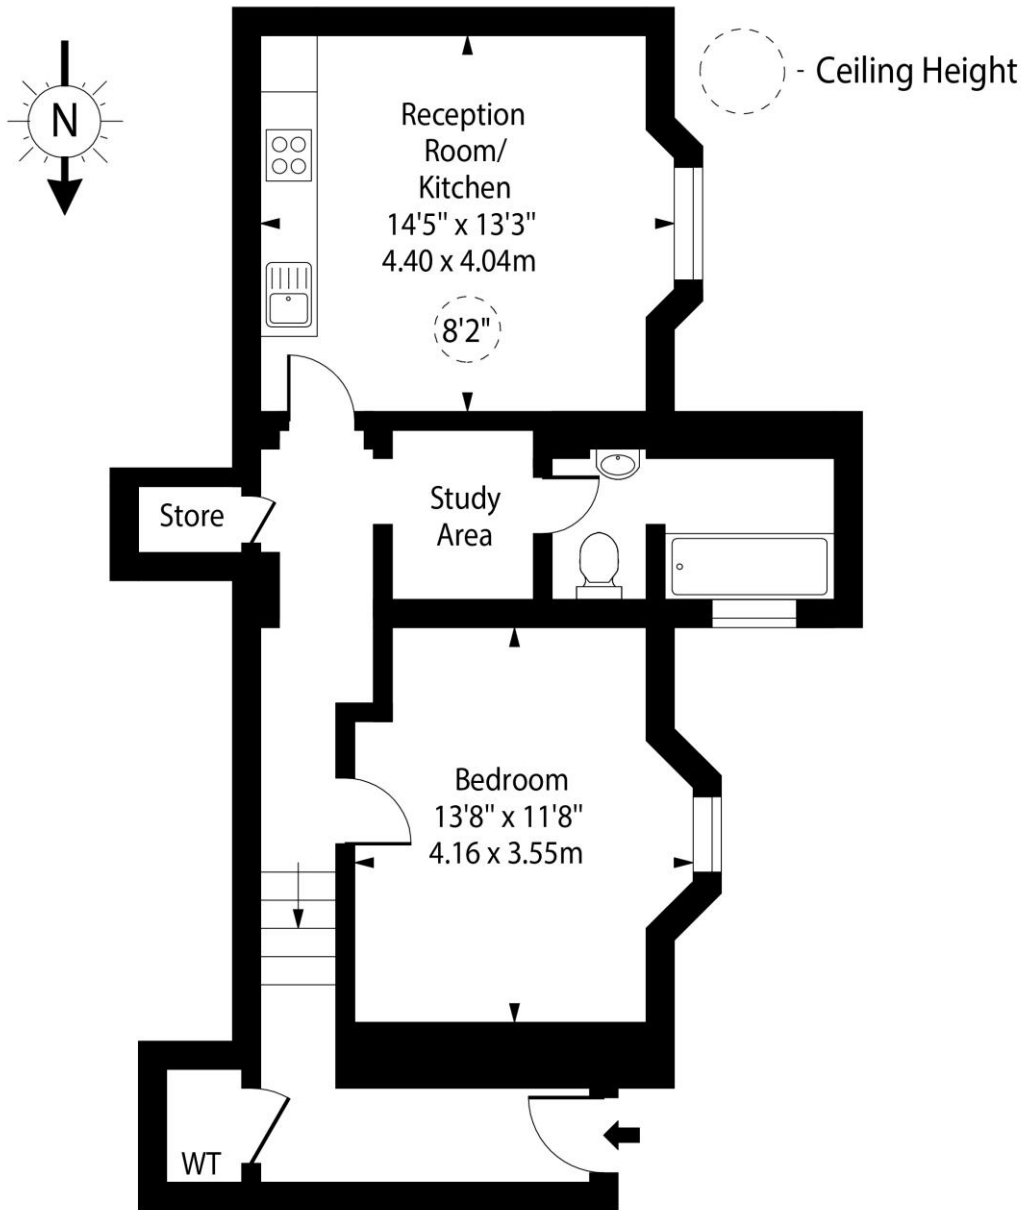 N
- Ceiling Height
Reception
Room/
Kitchen
14'5" x 13'3"
4.40 x 4.04m
8'2"
Store
Study
Area
Bedroom
13'8" x 11'8"
4.16 x 3.55m
WT